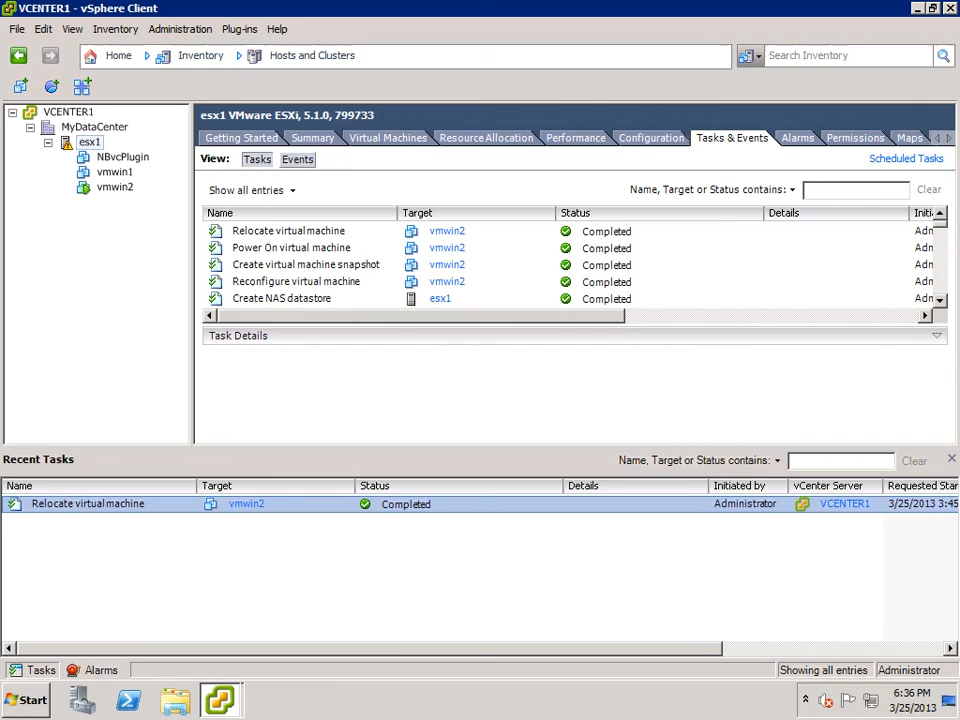 VCENTER1 - vSphere Client
File Edit View Inventory Administration Plug-ins Help
Home Inventory Hosts and Clusters Search Inventory
VCENTER1
MyDataCenter
esx1
NBvcPlugin
vmwin1
vmwin2
esx1 VMware ESXi, 5.1.0, 799733
Getting Started Summary Virtual Machines Resource Allocation Performance Configuration Tasks & Events Alarms Permissions Maps
View: Tasks Events Scheduled Tasks
Show all entries Name, Target or Status contains: Clear
Name Target Status Details Initi
Relocate virtual machine vmwin2 Completed Adn
Power On virtual machine vmwin2 Completed Adn
Create virtual machine snapshot vmwin2 Completed Adn
Reconfigure virtual machine vmwin2 Completed Adn
Create NAS datastore esx1 Completed Adn
Task Details
Recent Tasks Name, Target or Status contains: Clear
Name Target Status Details Initiated by vCenter Server Requested Star
Relocate virtual machine vmwin2 Completed Administrator VCENTER1 3/25/2013 3:45
Tasks Alarms Showing all entries Administrator
Start 6:36 PM
3/25/2013